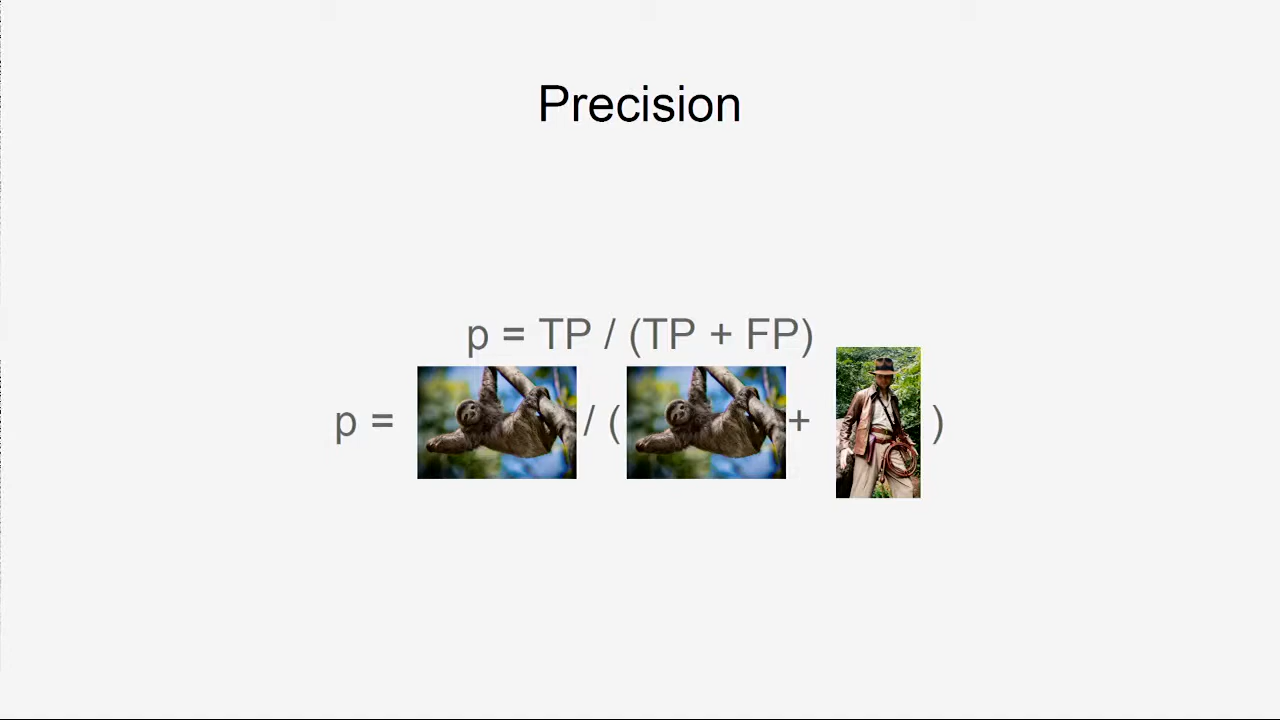 Precision
p = TP / (TP + FP)
p = / ( + )